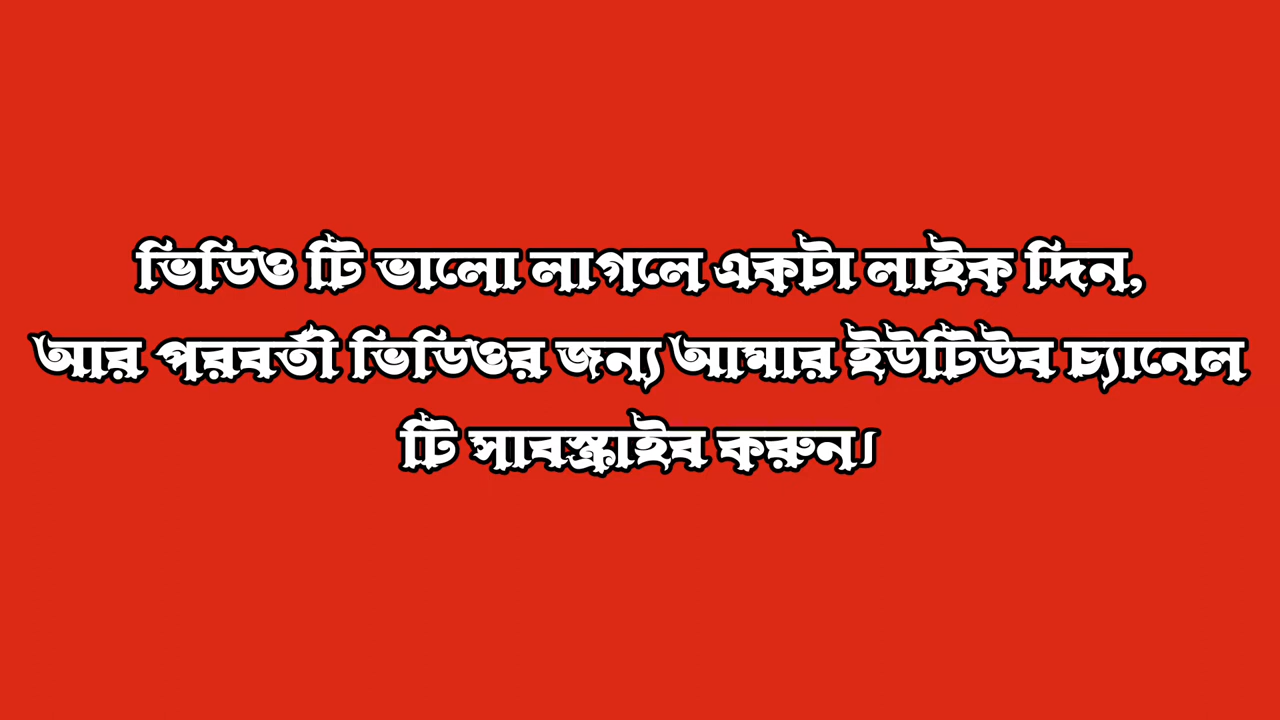 ভিডিও টি ভালো লাগলে একটা লাইক দিন,
আর পরবর্তী ভিডিওর জন্য আমার ইউটিউব চ্যানেল
টি সাবস্ক্রাইব করুন।